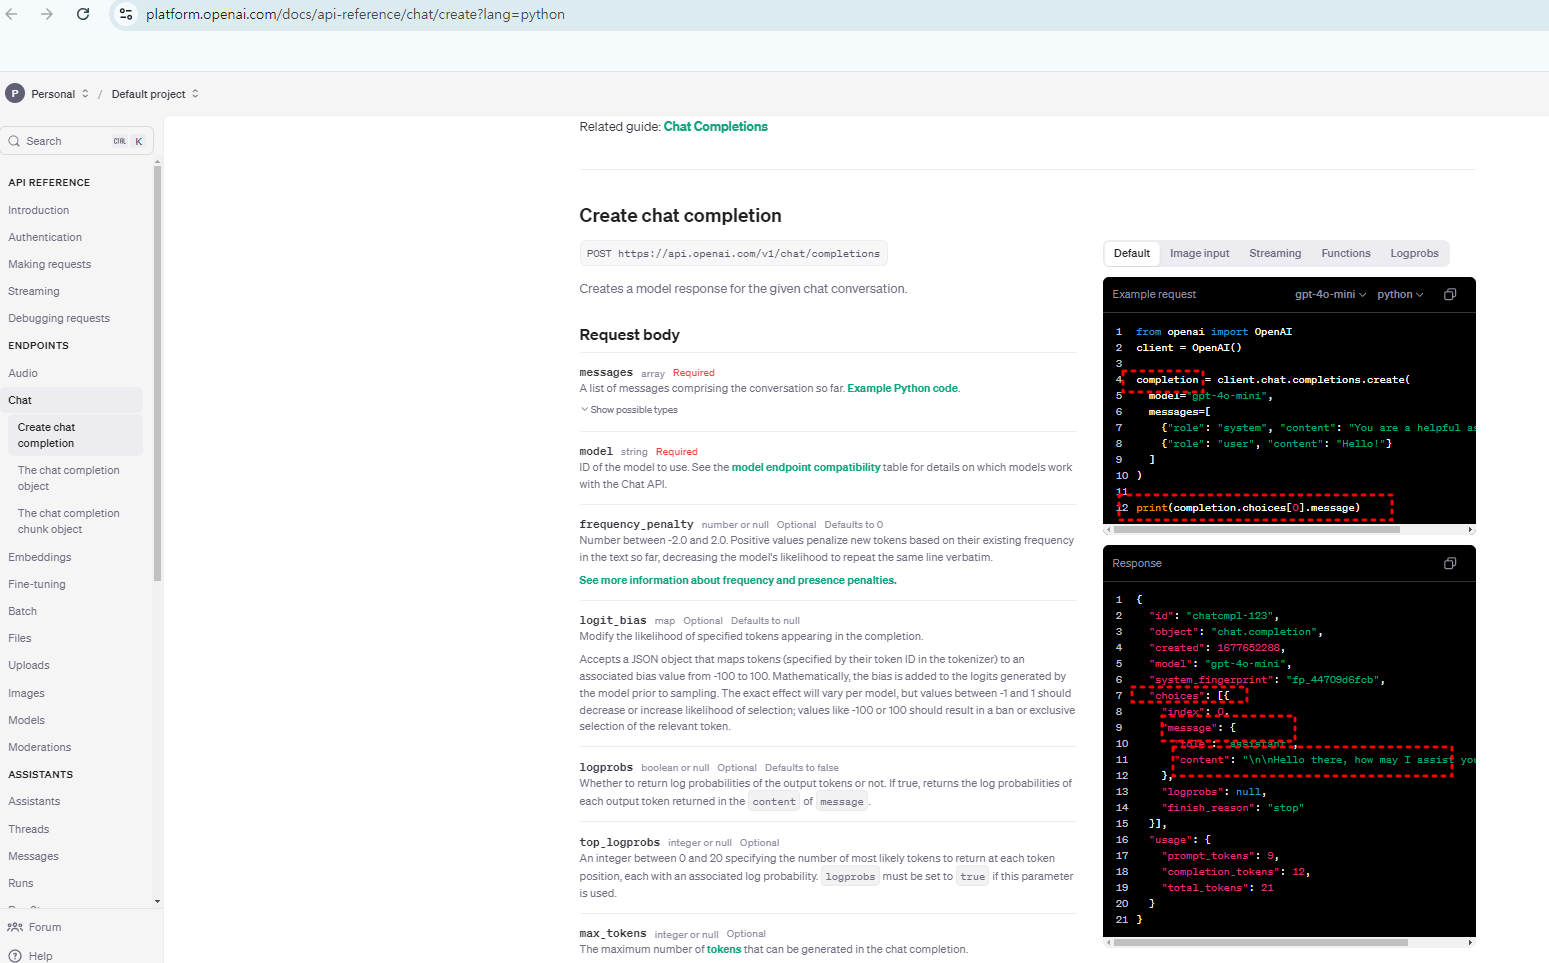 platform.openai.com/docs/api-reference/chat/create?lang=python
P Personal / Default project
Search CTRL K
API REFERENCE
Introduction
Authentication
Making requests
Streaming
Debugging requests
ENDPOINTS
Audio
Chat
Create chat
completion
The chat completion
object
The chat completion
chunk object
Embeddings
Fine-tuning
Batch
Files
Uploads
Images
Models
Moderations
ASSISTANTS
Assistants
Threads
Messages
Runs
Forum
Help
Related guide: Chat Completions
Create chat completion
POST https://api.openai.com/v1/chat/completions
Creates a model response for the given chat conversation.
Request body
messages array Required
A list of messages comprising the conversation so far. Example Python code.
Show possible types
model string Required
ID of the model to use. See the model endpoint compatibility table for details on which models work
with the Chat API.
frequency_penalty number or null Optional Defaults to 0
Number between -2.0 and 2.0. Positive values penalize new tokens based on their existing frequency
in the text so far, decreasing the model's likelihood to repeat the same line verbatim.
See more information about frequency and presence penalties.
logit_bias map Optional Defaults to null
Modify the likelihood of specified tokens appearing in the completion.
Accepts a JSON object that maps tokens (specified by their token ID in the tokenizer) to an
associated bias value from -100 to 100. Mathematically, the bias is added to the logits generated by
the model prior to sampling. The exact effect will vary per model, but values between -1 and 1 should
decrease or increase likelihood of selection; values like -100 or 100 should result in a ban or exclusive
selection of the relevant token.
logprobs boolean or null Optional Defaults to false
Whether to return log probabilities of the output tokens or not. If true, returns the log probabilities of
each output token returned in the content of message.
top_logprobs integer or null Optional
An integer between 0 and 20 specifying the number of most likely tokens to return at each token
position, each with an associated log probability. logprobs must be set to true if this parameter
is used.
max_tokens integer or null Optional
The maximum number of tokens that can be generated in the chat completion.
Default Image input Streaming Functions Logprobs
Example request gpt-4o-mini python
1 from openai import OpenAI
2 client = OpenAI()
3
4 completion = client.chat.completions.create(
5 model="gpt-4o-mini",
6 messages=[
7 {"role": "system", "content": "You are a helpful as
8 {"role": "user", "content": "Hello!"}
9 ]
10 )
11
12 print(completion.choices[0].message)
Response
1 {
2 "id": "chatcmpl-123",
3 "object": "chat.completion",
4 "created": 1677652288,
5 "model": "gpt-4o-mini",
6 "system_fingerprint": "fp_44709d6fcb",
7 "choices": [{
8 "index": 0,
9 "message": {
10 "role": "assistant",
11 "content": "\n\nHello there, how may I assist you
12 },
13 "logprobs": null,
14 "finish_reason": "stop"
15 }],
16 "usage": {
17 "prompt_tokens": 9,
18 "completion_tokens": 12,
19 "total_tokens": 21
20 }
21 }